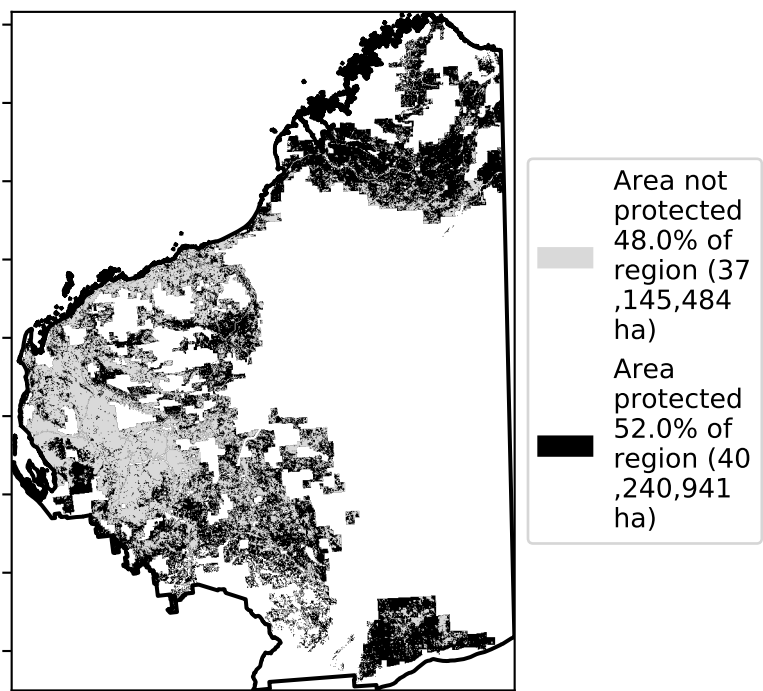 Area not
protected
48.0% of
region (37
,145,484
ha)
Area
protected
52.0% of
region (40
,240,941
ha)